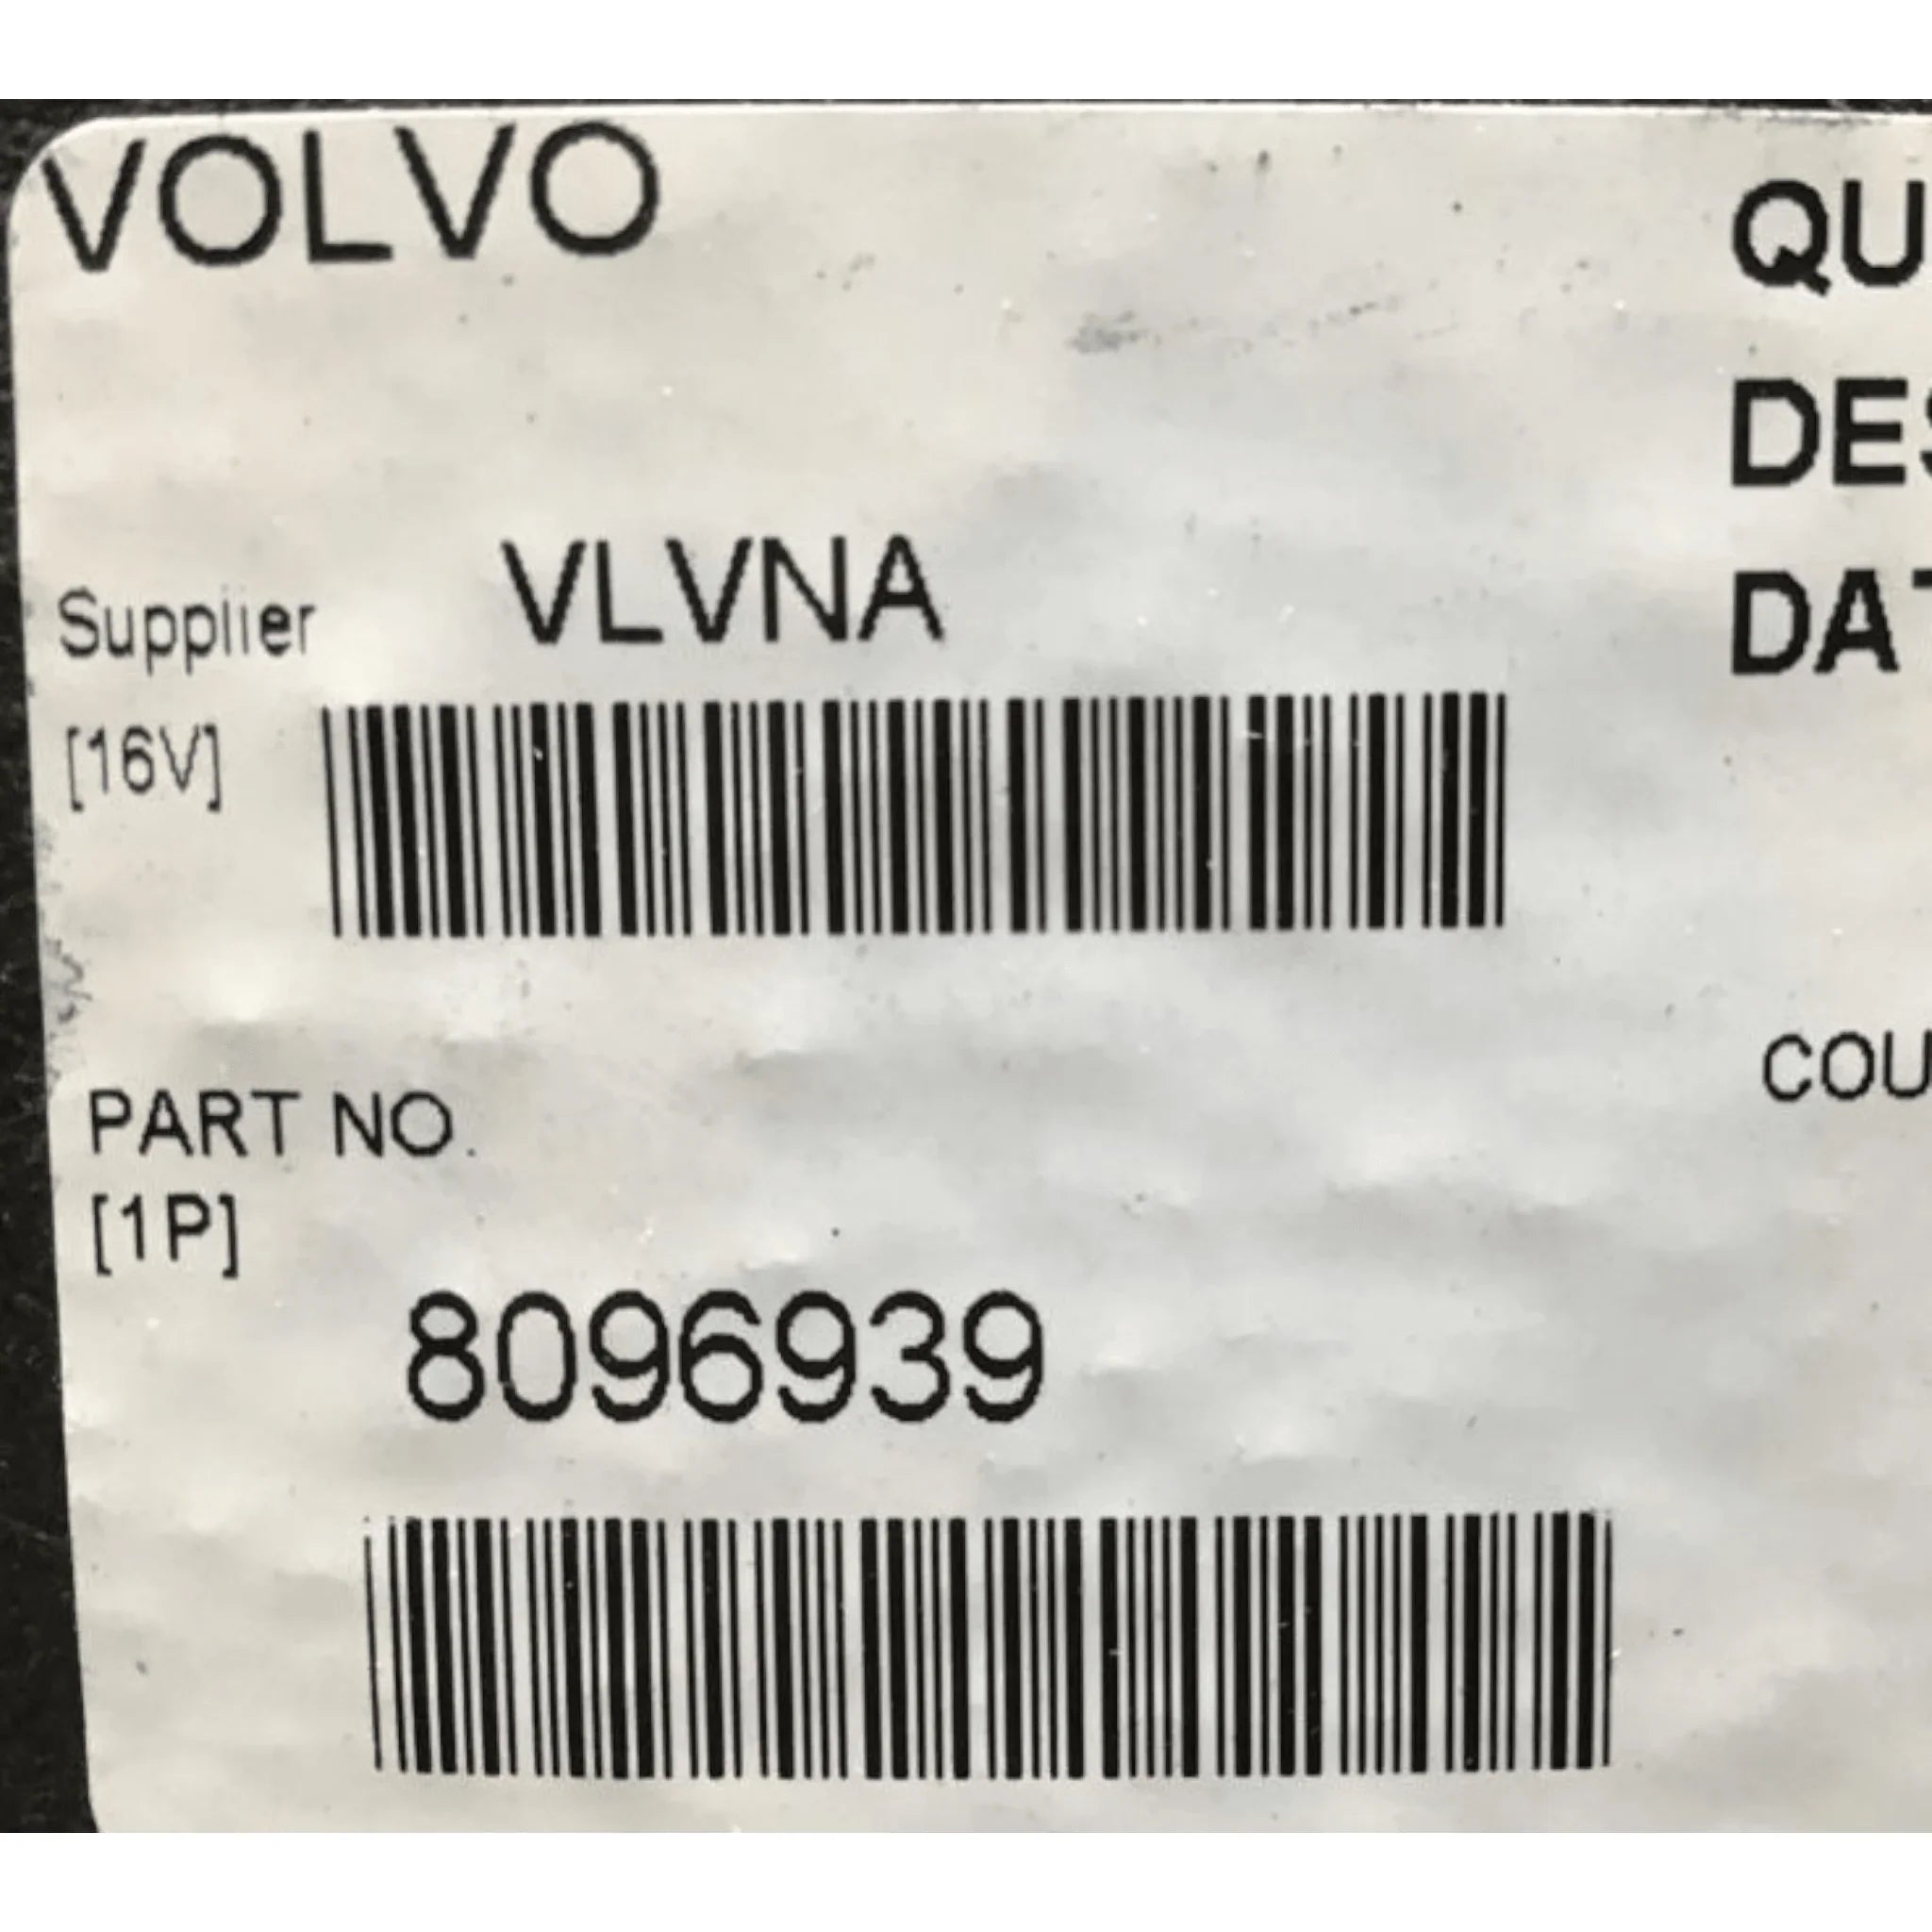 VOLVO
QU
DES
DAT
Supplier VLVNA
[16V]
COU
PART NO.
[1P]
8096939